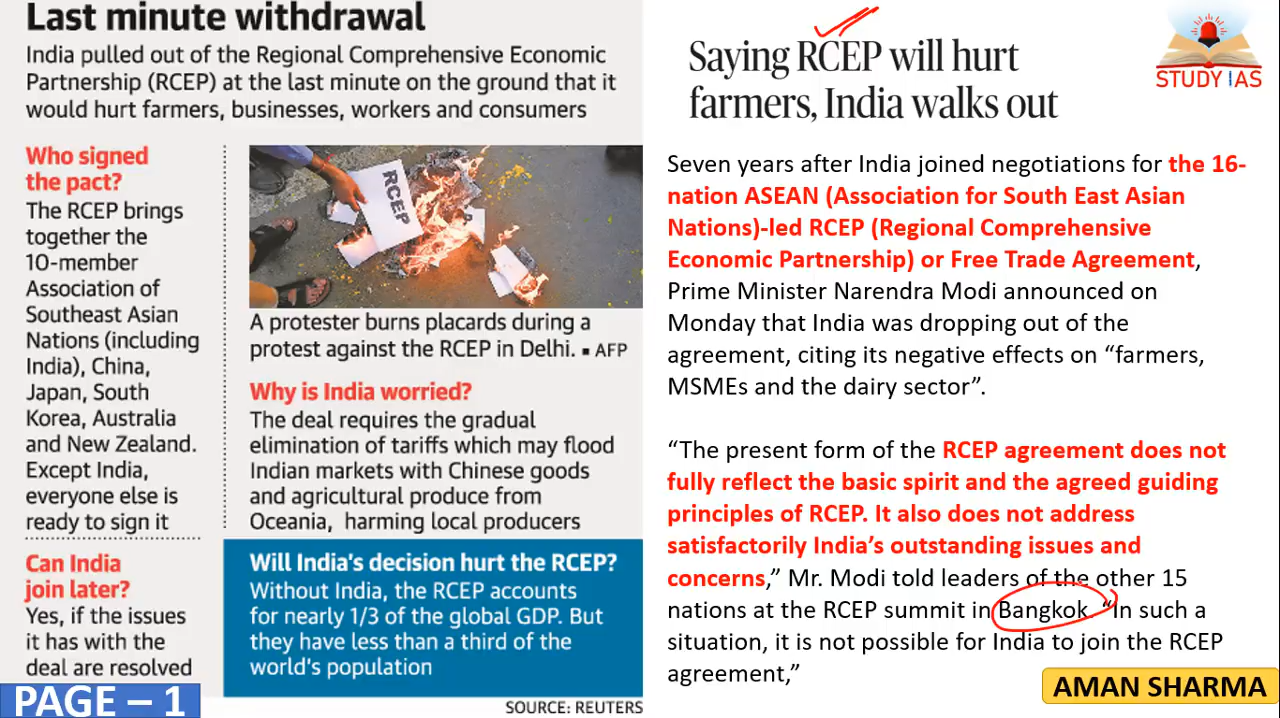 Last minute withdrawal
India pulled out of the Regional Comprehensive Economic
Partnership (RCEP) at the last minute on the ground that it
would hurt farmers, businesses, workers and consumers
Who signed
the pact?
The RCEP brings
together the
10-member
Association of
Southeast Asian
Nations (including
India), China,
Japan, South
Korea, Australia
and New Zealand.
Except India,
everyone else is
ready to sign it
Can India
join later?
Yes, if the issues
it has with the
deal are resolved
RCEP
A protester burns placards during a
protest against the RCEP in Delhi. ▪ AFP
Why is India worried?
The deal requires the gradual
elimination of tariffs which may flood
Indian markets with Chinese goods
and agricultural produce from
Oceania, harming local producers
Will India's decision hurt the RCEP?
Without India, the RCEP accounts
for nearly 1/3 of the global GDP. But
they have less than a third of the
world's population
SOURCE: REUTERS
PAGE – 1
Saying RCEP will hurt
farmers, India walks out
STUDY IAS
Seven years after India joined negotiations for the 16-
nation ASEAN (Association for South East Asian
Nations)-led RCEP (Regional Comprehensive
Economic Partnership) or Free Trade Agreement,
Prime Minister Narendra Modi announced on
Monday that India was dropping out of the
agreement, citing its negative effects on “farmers,
MSMEs and the dairy sector”.
“The present form of the RCEP agreement does not
fully reflect the basic spirit and the agreed guiding
principles of RCEP. It also does not address
satisfactorily India’s outstanding issues and
concerns,” Mr. Modi told leaders of the other 15
nations at the RCEP summit in Bangkok. “In such a
situation, it is not possible for India to join the RCEP
agreement,”
AMAN SHARMA